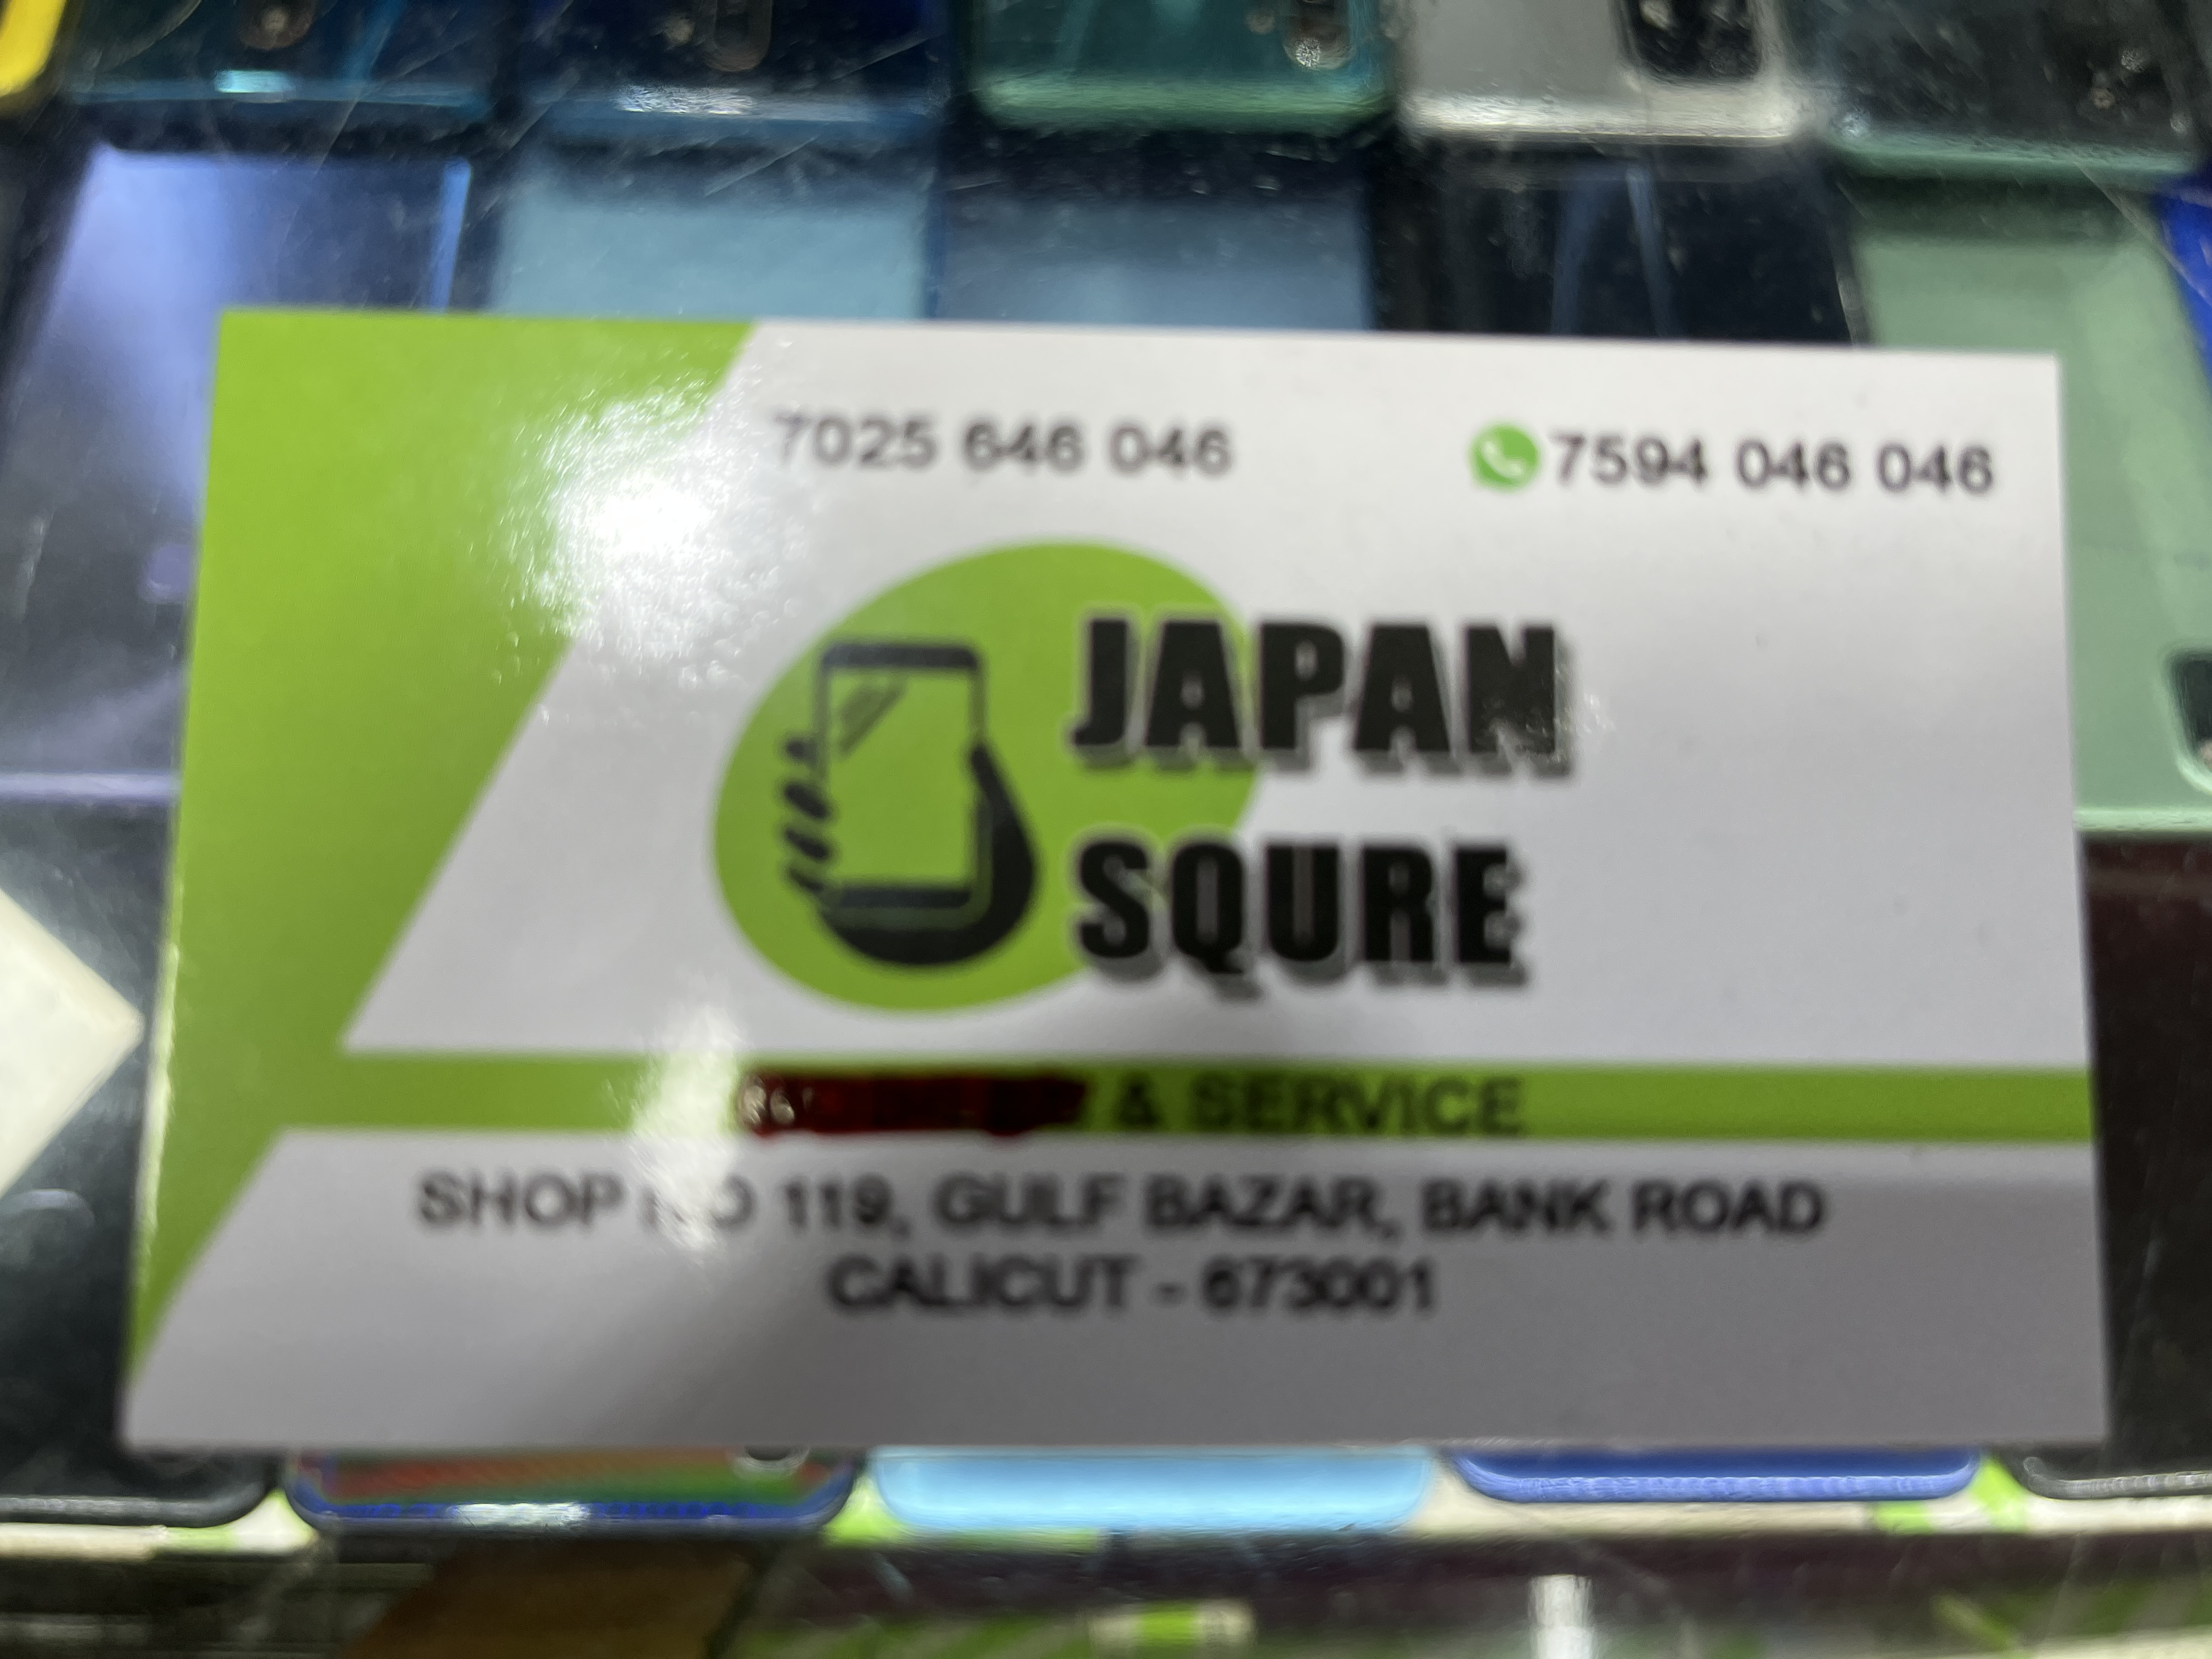 7025 646 046
7594 046 046
JAPAN
SQURE
& SERVICE
SHOP 119, GULF BAZAR, BANK ROAD
CALICUT - 673001